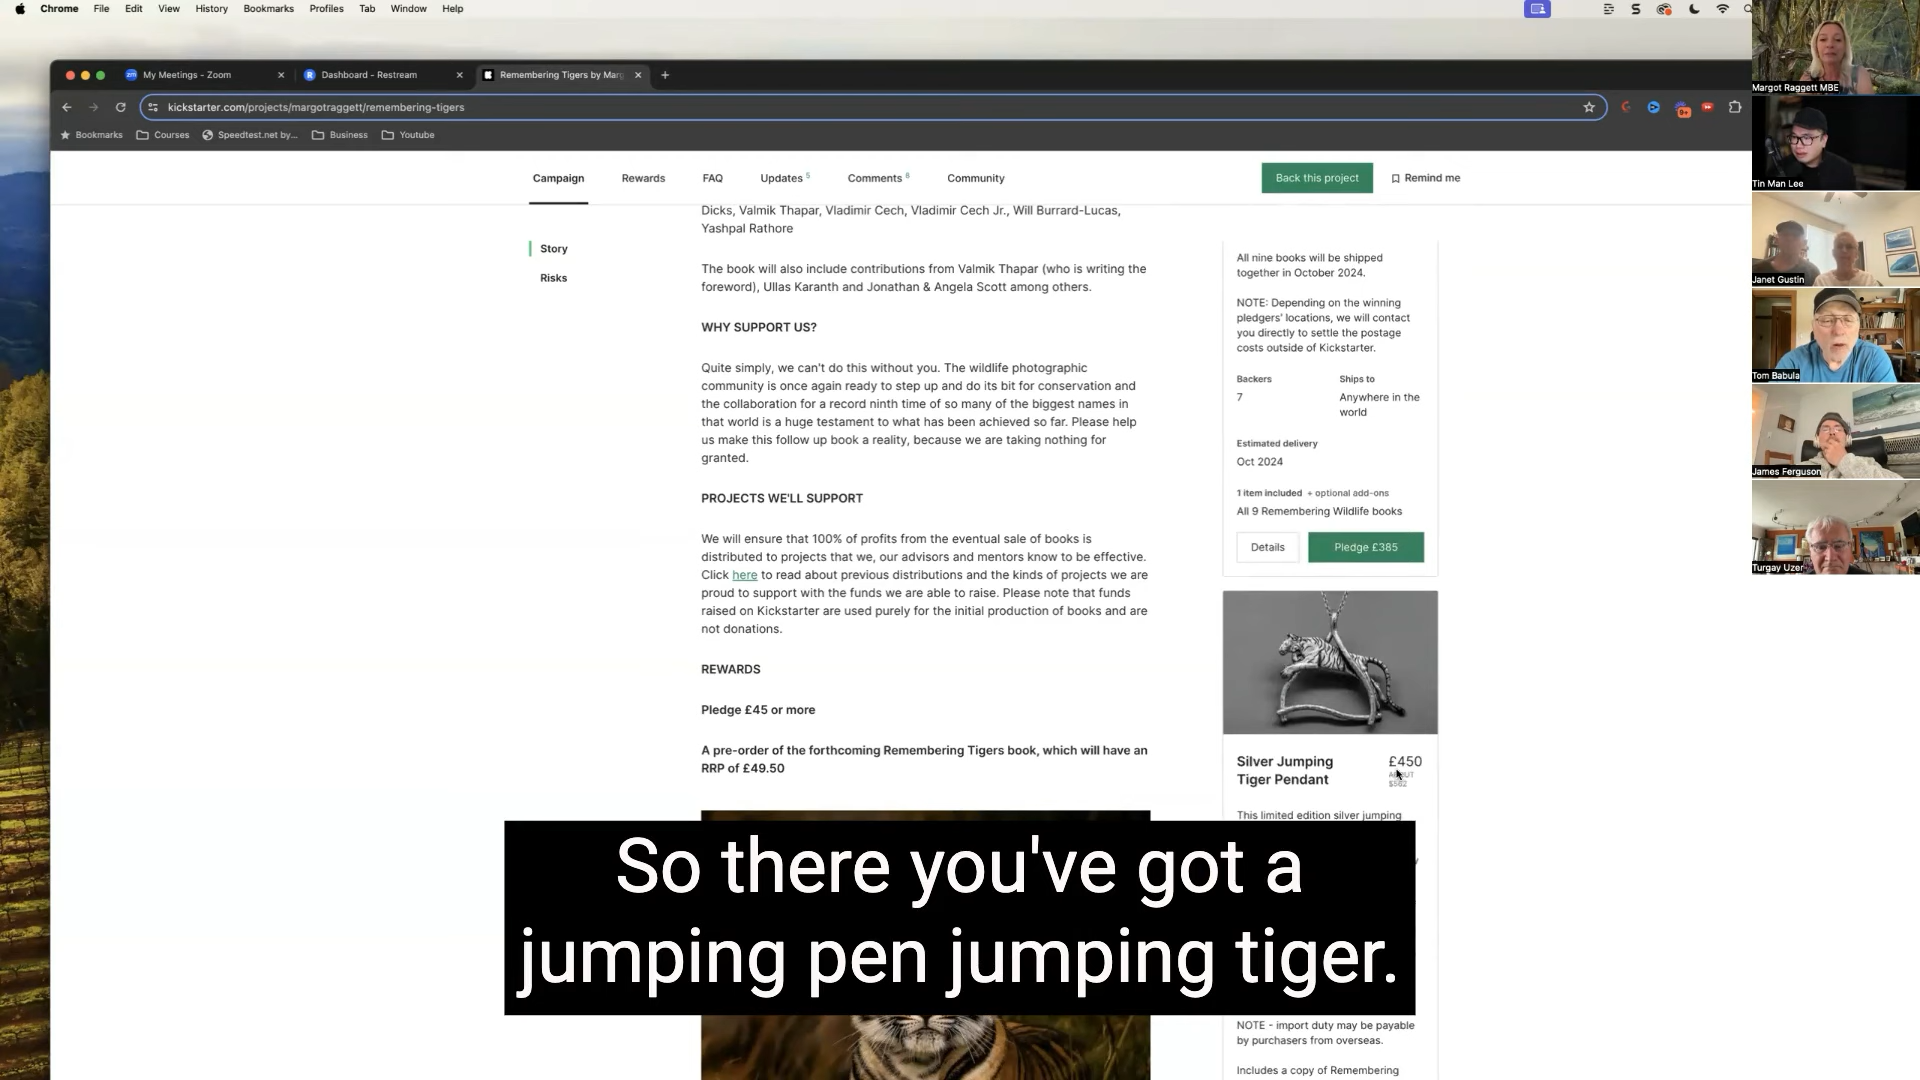 Chrome File Edit View History Bookmarks Profiles Tab Window Help
My Meetings - Zoom
Dashboard - Restream
Remembering Tigers by Marg
kickstarter.com/projects/margotraggett/remembering-tigers
9+
Bookmarks Courses Speedtest.net by... Business Youtube
Campaign Rewards FAQ Updates 5 Comments 6 Community
Back this project
Remind me
Story
Risks
Dicks, Valmik Thapar, Vladimir Cech, Vladimir Cech Jr., Will Burrard-Lucas,
Yashpal Rathore
The book will also include contributions from Valmik Thapar (who is writing the
foreword), Ullas Karanth and Jonathan & Angela Scott among others.
WHY SUPPORT US?
Quite simply, we can't do this without you. The wildlife photographic
community is once again ready to step up and do its bit for conservation and
the collaboration for a record ninth time of so many of the biggest names in
that world is a huge testament to what has been achieved so far. Please help
us make this follow up book a reality, because we are taking nothing for
granted.
PROJECTS WE'LL SUPPORT
We will ensure that 100% of profits from the eventual sale of books is
distributed to projects that we, our advisors and mentors know to be effective.
Click here to read about previous distributions and the kinds of projects we are
proud to support with the funds we are able to raise. Please note that funds
raised on Kickstarter are used purely for the initial production of books and are
not donations.
REWARDS
Pledge £45 or more
A pre-order of the forthcoming Remembering Tigers book, which will have an
RRP of £49.50
All nine books will be shipped
together in October 2024.
NOTE: Depending on the winning
pledgers' locations, we will contact
you directly to settle the postage
costs outside of Kickstarter.
Backers
7
Ships to
Anywhere in the
world
Estimated delivery
Oct 2024
1 item included + optional add-ons
All 9 Remembering Wildlife books
Details
Pledge £385
Silver Jumping
Tiger Pendant
£450
$582
This limited edition silver jumping
NOTE - import duty may be payable
by purchasers from overseas.
Includes a copy of Remembering
So there you've got a
jumping pen jumping tiger.
Margot Raggett MBE
Tin Man Lee
Janet Gustin
Tom Babula
James Ferguson
Turgay Uzer